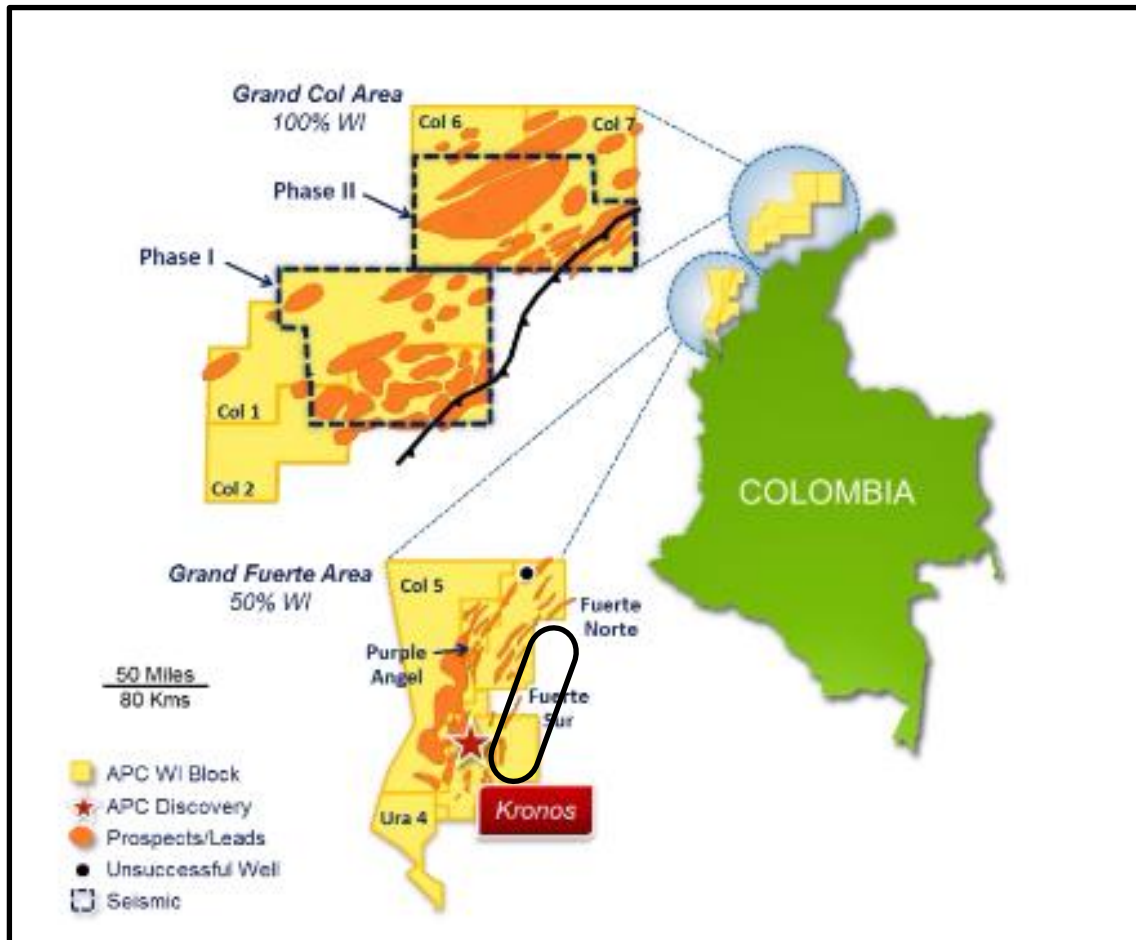 Grand Col Area
100% WI
Col 6
Col 7
Phase II
Phase I
Col 1
Col 2
COLOMBIA
Grand Fuerte Area
50% WI
Col 5
Fuerte
Norte
Purple
Angel
Fuerte
Sur
50 Miles
80 Kms
Ura 4
Kronos
APC WI Block
APC Discovery
Prospects/Leads
Unsuccessful Well
Seismic